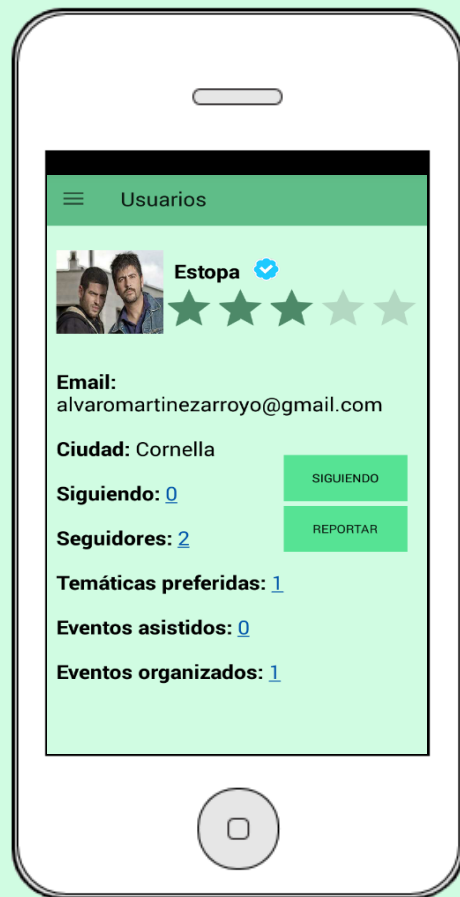 Usuarios
Estopa
Email:
alvaromartinezarroyo@gmail.com
Ciudad: Cornella
SIGUIENDO
Siguiendo: 0
REPORTAR
Seguidores: 2
Temáticas preferidas: 1
Eventos asistidos: 0
Eventos organizados: 1